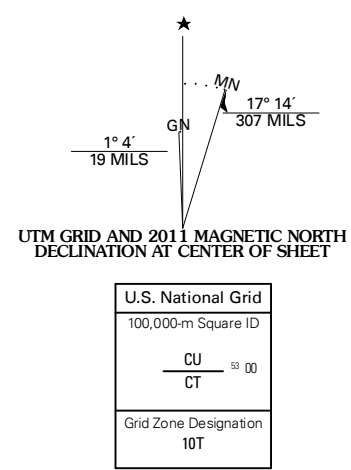 MN
GN
17° 14´
307 MILS
1° 4´
19 MILS
UTM GRID AND 2011 MAGNETIC NORTH
DECLINATION AT CENTER OF SHEET
U.S. National Grid
100,000-m Square ID
CU
53 00
CT
Grid Zone Designation
10T